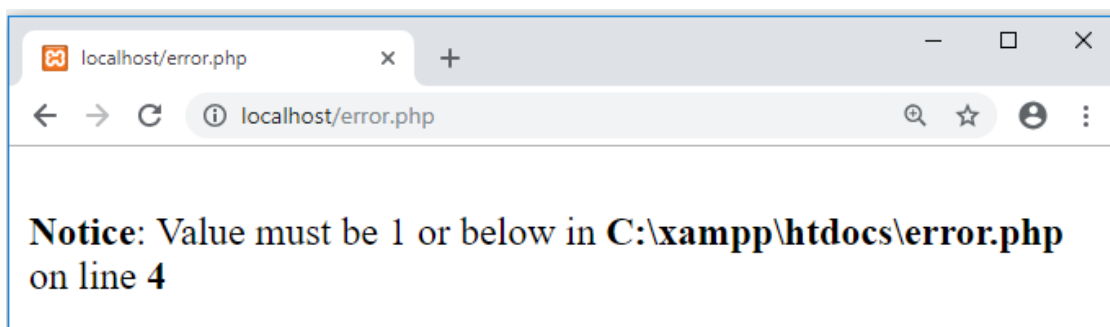 localhost/error.php
localhost/error.php
Notice: Value must be 1 or below in C:\xampp\htdocs\error.php
on line 4